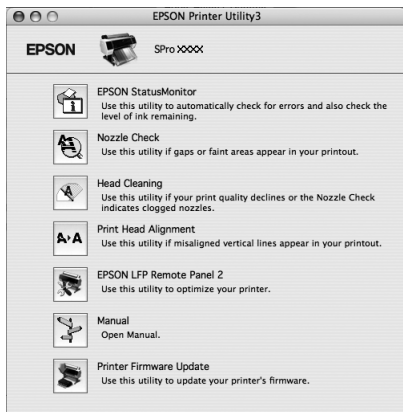 EPSON Printer Utility3
EPSON
SPro XXXX
EPSON StatusMonitor
Use this utility to automatically check for errors and also check the
level of ink remaining.
Nozzle Check
Use this utility if gaps or faint areas appear in your printout.
Head Cleaning
Use this utility if your print quality declines or the Nozzle Check
indicates clogged nozzles.
Print Head Alignment
Use this utility if misaligned vertical lines appear in your printout.
EPSON LFP Remote Panel 2
Use this utility to optimize your printer.
Manual
Open Manual.
Printer Firmware Update
Use this utility to update your printer's firmware.